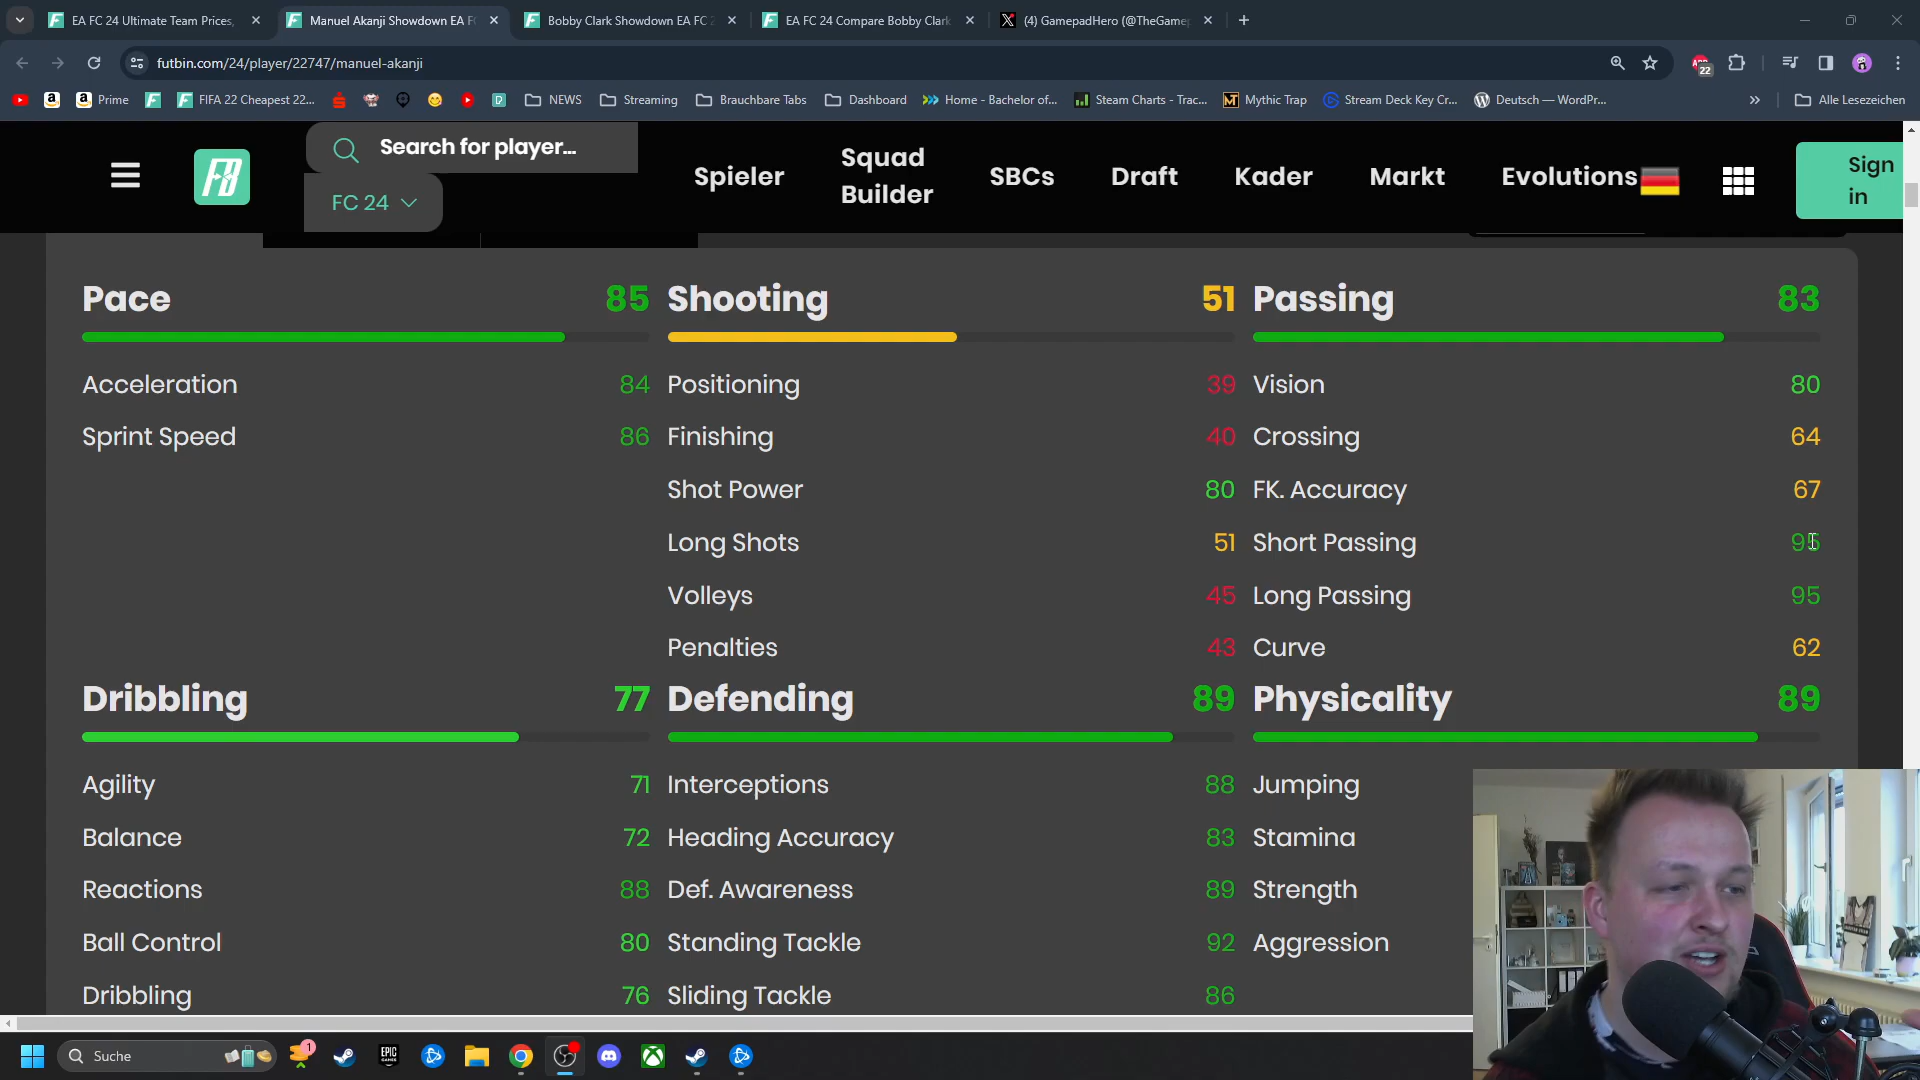 EA FC 24 Ultimate Team Prices,
Manuel Akanji Showdown EA F
Bobby Clark Showdown EA FC 2
EA FC 24 Compare Bobby Clark
(4) GamepadHero (@TheGame
futbin.com/24/player/22747/manuel-akanji
22
Prime
FIFA 22 Cheapest 22...
NEWS
Streaming
Brauchbare Tabs
Dashboard
Home - Bachelor of...
Steam Charts - Trac...
Mythic Trap
Stream Deck Key Cr...
Deutsch — WordPr...
Alle Lesezeichen
Search for player...
FC 24
Spieler
Squad
Builder
SBCs
Draft
Kader
Markt
Evolutions
Sign
in
Pace 85
Acceleration 84
Sprint Speed 86
Shooting 51
Positioning 39
Finishing 40
Shot Power 80
Long Shots 51
Volleys 45
Penalties 43
Passing 83
Vision 80
Crossing 64
FK. Accuracy 67
Short Passing 95
Long Passing 95
Curve 62
Dribbling 77
Agility 71
Balance 72
Reactions 88
Ball Control 80
Dribbling 76
Defending 89
Interceptions 88
Heading Accuracy 83
Def. Awareness 89
Standing Tackle 92
Sliding Tackle 86
Physicality 89
Jumping
Stamina
Strength
Aggression
Suche
1
EPIC